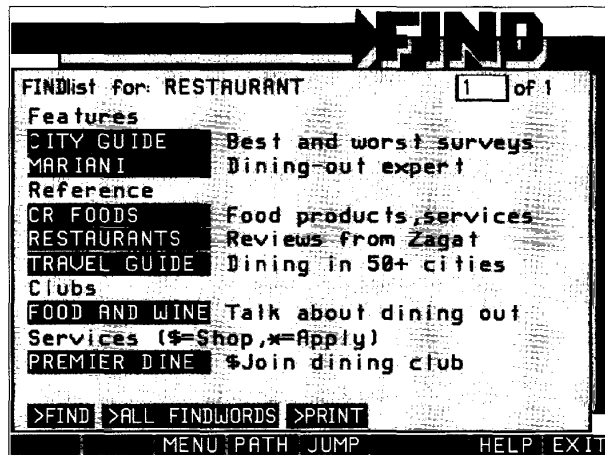 FIND
FINDlist for: RESTAURANT 1 of 1
Features
CITY GUIDE Best and worst surveys
MARIANI Dining-out expert
Reference
CR FOODS Food products,services
RESTAURANTS Reviews from Zagat
TRAVEL GUIDE Dining in 50+ cities
Clubs
FOOD AND WINE Talk about dining out
Services ($=Shop,*=Apply)
PREMIER DINE $Join dining club
>FIND >ALL FINDWORDS >PRINT
MENU PATH JUMP HELP EXIT